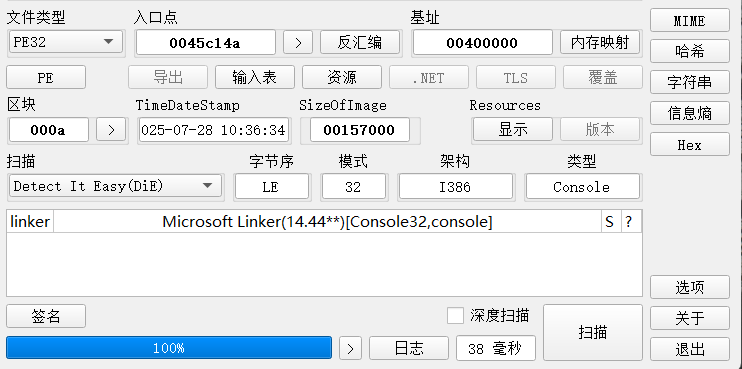 文件类型 入口点 基址 MIME
PE32 0045c14a > 反汇编 00400000 内存映射 哈希
PE 导出 输入表 资源 .NET TLS 覆盖 字符串
区块 TimeDateStamp SizeOfImage Resources 信息熵
000a > 025-07-28 10:36:34 00157000 显示 版本 Hex
扫描 字节序 模式 架构 类型
Detect It Easy(DiE) LE 32 I386 Console
linker Microsoft Linker(14.44**)[Console32,console] S ?
选项
签名 深度扫描 扫描 关于
100% > 日志 38 毫秒 退出